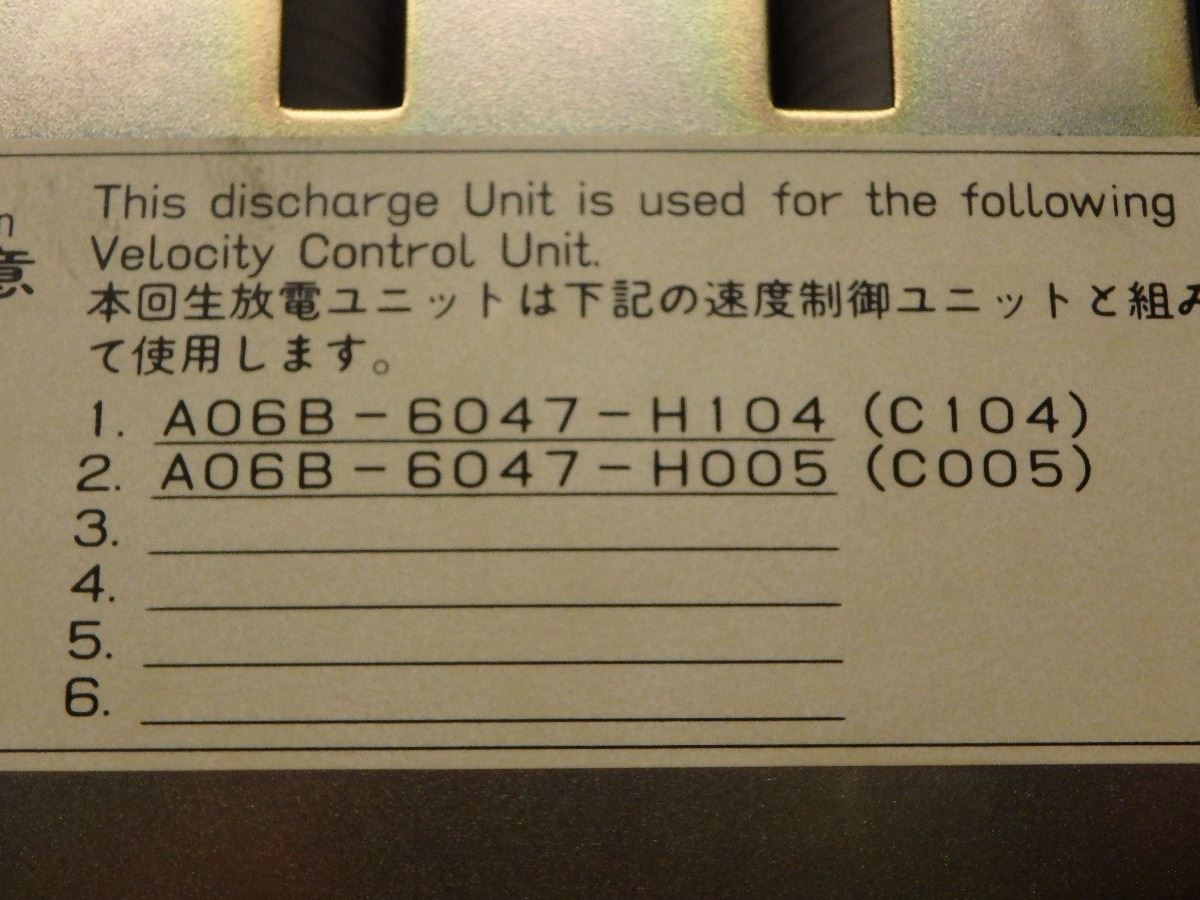 This discharge Unit is used for the following
Velocity Control Unit.
意
本回生放電ユニットは下記の速度制御ユニットと組み
て使用します。
1. A06B-6047-H104 (C104)
2. A06B-6047-H005 (C005)
3.
4.
5.
6.